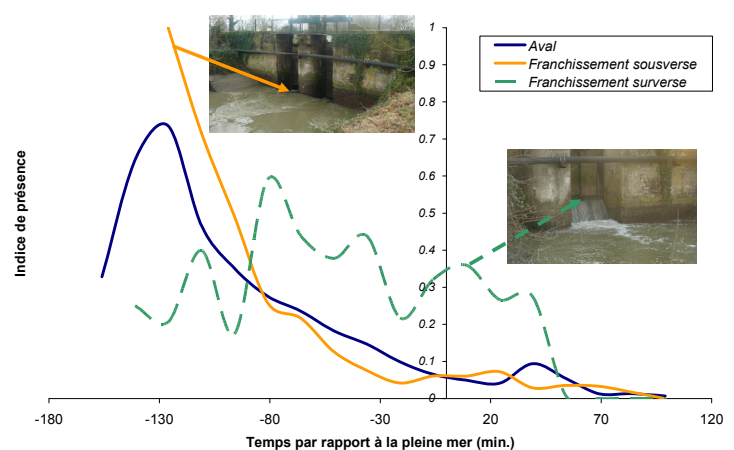 1
0.9
0.8
0.7
0.6
0.5
0.4
0.3
0.2
0.1
0
Aval
Franchissement sousverse
Franchissement surverse
Indice de présence
-180 -130 -80 -30 20 70 120
Temps par rapport à la pleine mer (min.)